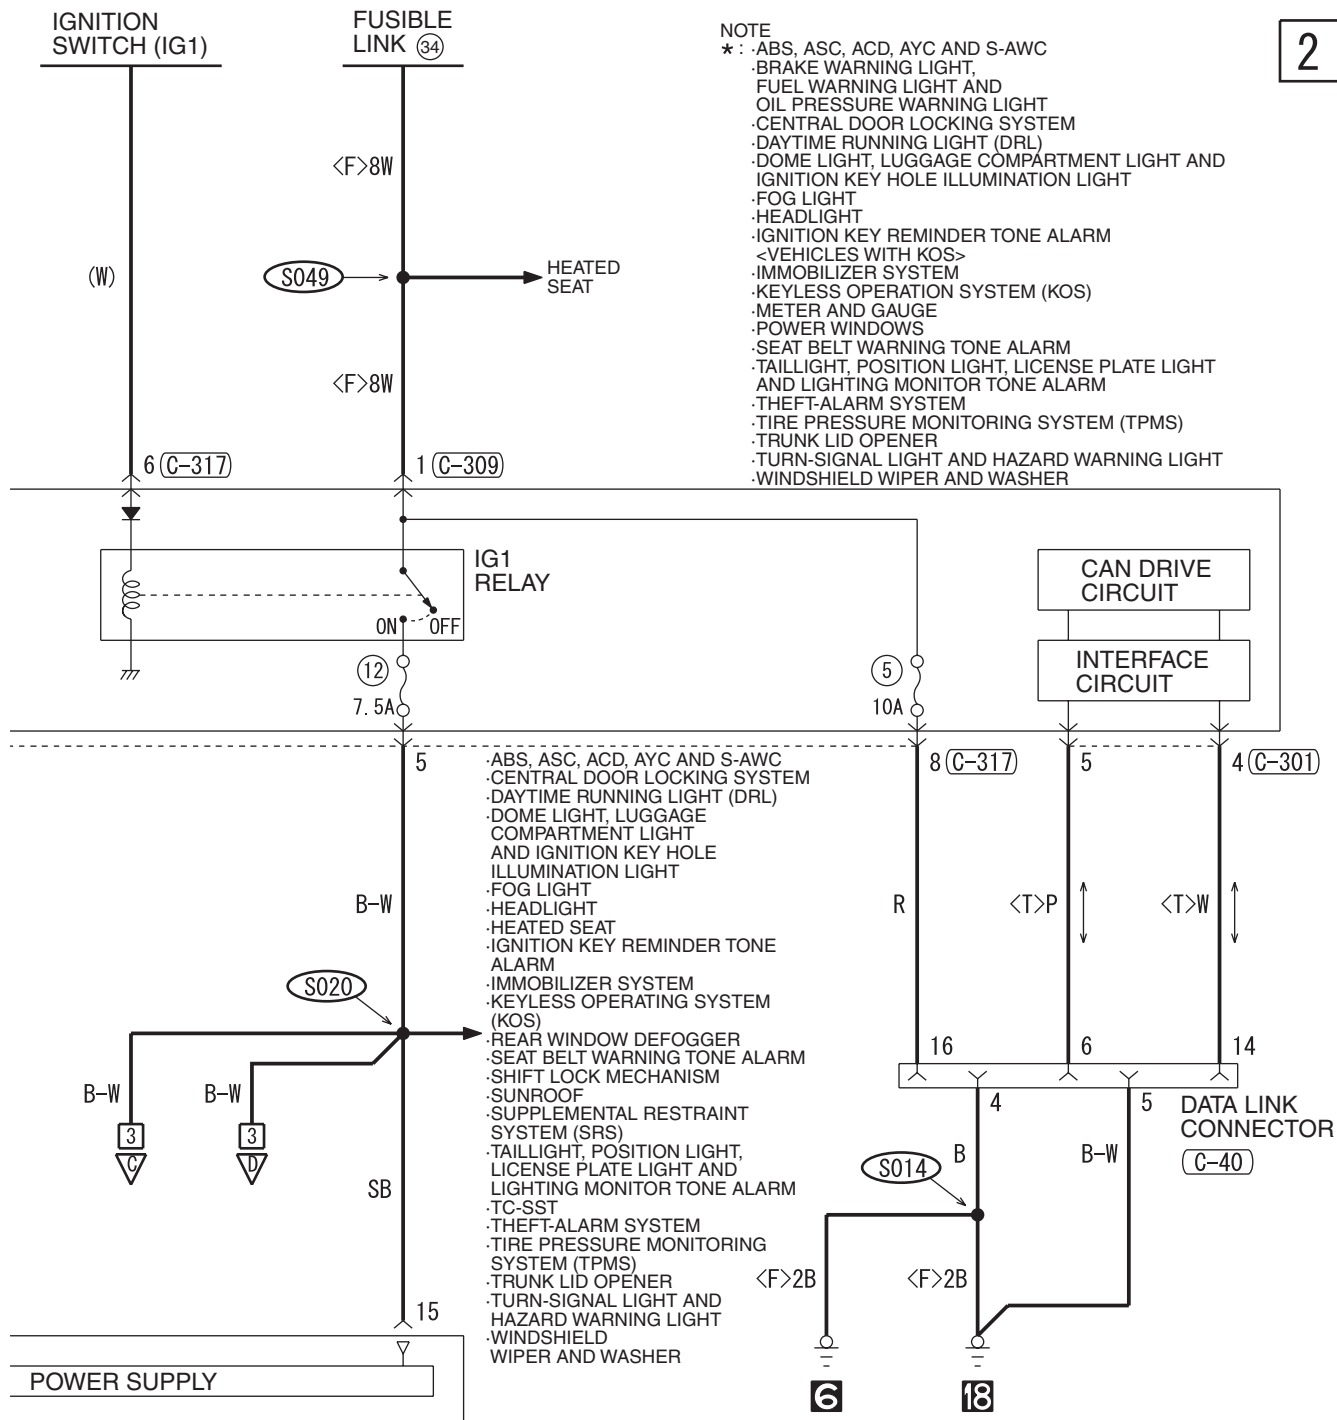 IGNITION
SWITCH (IG1)
FUSIBLE
LINK 34
NOTE
* : ·ABS, ASC, ACD, AYC AND S-AWC
·BRAKE WARNING LIGHT,
FUEL WARNING LIGHT AND
OIL PRESSURE WARNING LIGHT
·CENTRAL DOOR LOCKING SYSTEM
·DAYTIME RUNNING LIGHT (DRL)
·DOME LIGHT, LUGGAGE COMPARTMENT LIGHT AND
IGNITION KEY HOLE ILLUMINATION LIGHT
·FOG LIGHT
·HEADLIGHT
·IGNITION KEY REMINDER TONE ALARM
<VEHICLES WITH KOS>
·IMMOBILIZER SYSTEM
·KEYLESS OPERATION SYSTEM (KOS)
·METER AND GAUGE
·POWER WINDOWS
·SEAT BELT WARNING TONE ALARM
·TAILLIGHT, POSITION LIGHT, LICENSE PLATE LIGHT
AND LIGHTING MONITOR TONE ALARM
·THEFT-ALARM SYSTEM
·TIRE PRESSURE MONITORING SYSTEM (TPMS)
·TRUNK LID OPENER
·TURN-SIGNAL LIGHT AND HAZARD WARNING LIGHT
·WINDSHIELD WIPER AND WASHER
2
<F>8W
(W)
S049
HEATED
SEAT
<F>8W
6 (C-317)
1 (C-309)
IG1
RELAY
ON OFF
CAN DRIVE
CIRCUIT
INTERFACE
CIRCUIT
12
7.5A
5
10A
5
8 (C-317)
5
4 (C-301)
·ABS, ASC, ACD, AYC AND S-AWC
·CENTRAL DOOR LOCKING SYSTEM
·DAYTIME RUNNING LIGHT (DRL)
·DOME LIGHT, LUGGAGE
COMPARTMENT LIGHT
AND IGNITION KEY HOLE
ILLUMINATION LIGHT
·FOG LIGHT
·HEADLIGHT
·HEATED SEAT
·IGNITION KEY REMINDER TONE
ALARM
·IMMOBILIZER SYSTEM
·KEYLESS OPERATING SYSTEM
(KOS)
·REAR WINDOW DEFOGGER
·SEAT BELT WARNING TONE ALARM
·SHIFT LOCK MECHANISM
·SUNROOF
·SUPPLEMENTAL RESTRAINT
SYSTEM (SRS)
·TAILLIGHT, POSITION LIGHT,
LICENSE PLATE LIGHT AND
LIGHTING MONITOR TONE ALARM
·TC-SST
·THEFT-ALARM SYSTEM
·TIRE PRESSURE MONITORING
SYSTEM (TPMS)
·TRUNK LID OPENER
·TURN-SIGNAL LIGHT AND
HAZARD WARNING LIGHT
·WINDSHIELD
WIPER AND WASHER
B-W
R
<T>P
<T>W
S020
B-W
B-W
3
C
3
D
SB
15
POWER SUPPLY
16
6
14
4
5
DATA LINK
CONNECTOR
(C-40)
B
B-W
S014
<F>2B
<F>2B
6
18